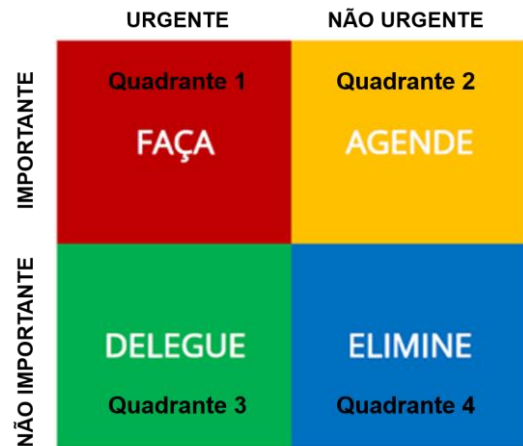 URGENTE
NÃO URGENTE
IMPORTANTE
Quadrante 1
FAÇA
Quadrante 2
AGENDE
NÃO IMPORTANTE
DELEGUE
Quadrante 3
ELIMINE
Quadrante 4